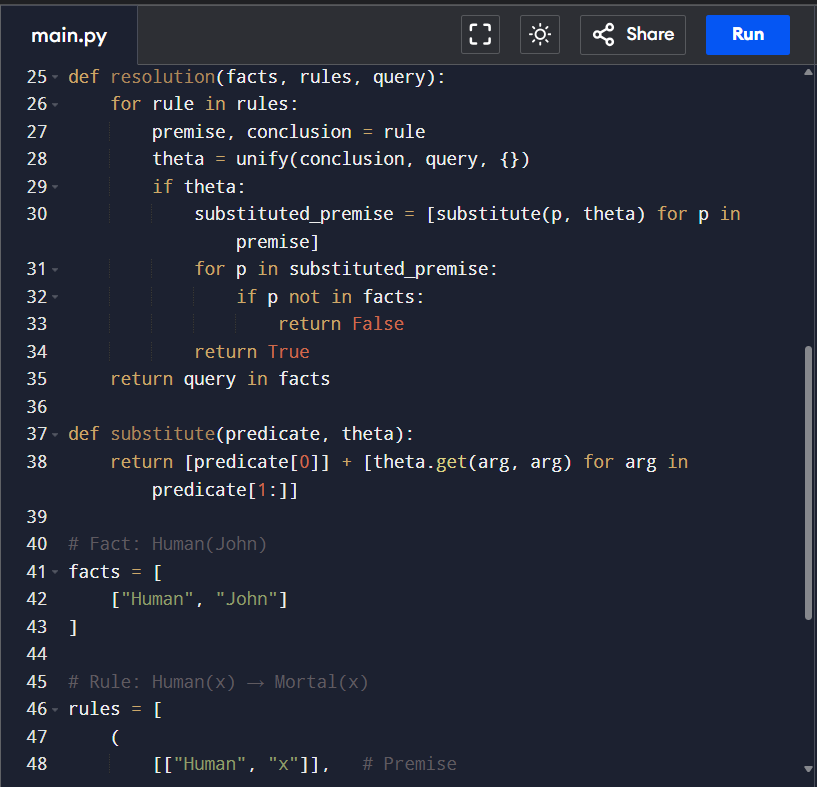 main.py
Share
Run
25 def resolution(facts, rules, query):
26     for rule in rules:
27         premise, conclusion = rule
28         theta = unify(conclusion, query, {})
29         if theta:
30             substituted_premise = [substitute(p, theta) for p in
                premise]
31             for p in substituted_premise:
32                 if p not in facts:
33                     return False
34             return True
35     return query in facts
36
37 def substitute(predicate, theta):
38     return [predicate[0]] + [theta.get(arg, arg) for arg in
        predicate[1:]]
39
40 # Fact: Human(John)
41 facts = [
42     ["Human", "John"]
43 ]
44
45 # Rule: Human(x) → Mortal(x)
46 rules = [
47     (
48         [["Human", "x"]],   # Premise